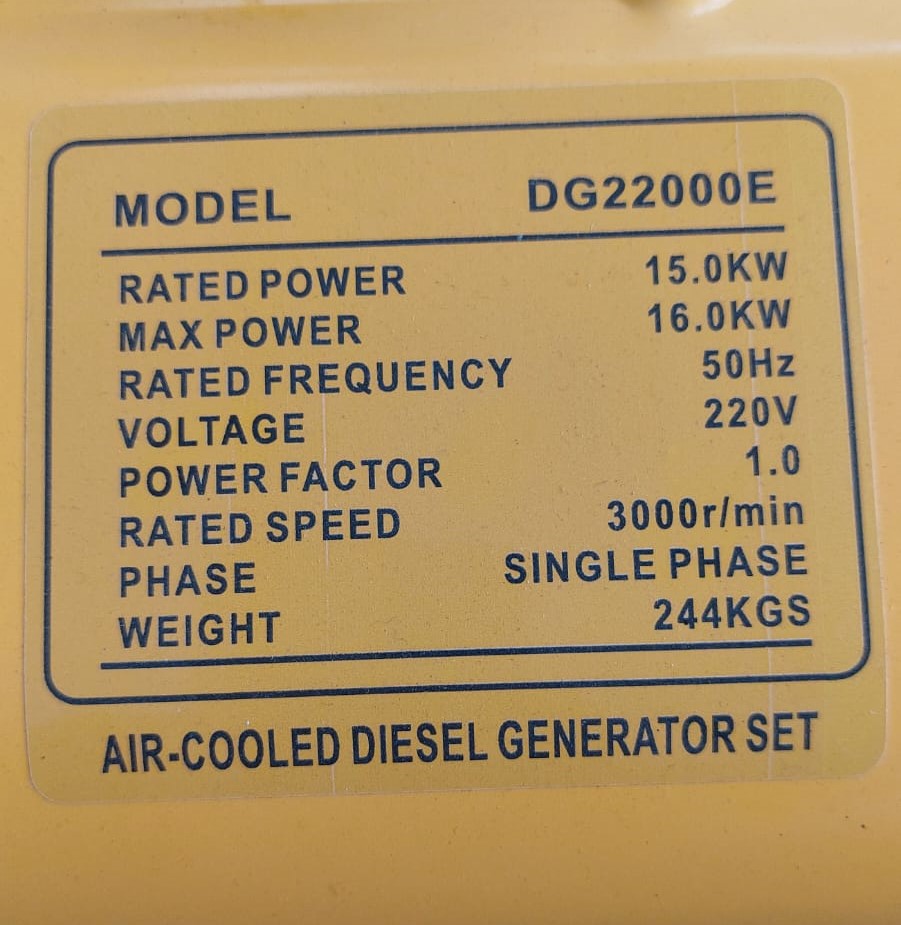 MODEL DG22000E
RATED POWER 15.0KW
MAX POWER 16.0KW
RATED FREQUENCY 50Hz
VOLTAGE 220V
POWER FACTOR 1.0
RATED SPEED 3000r/min
PHASE SINGLE PHASE
WEIGHT 244KGS
AIR-COOLED DIESEL GENERATOR SET